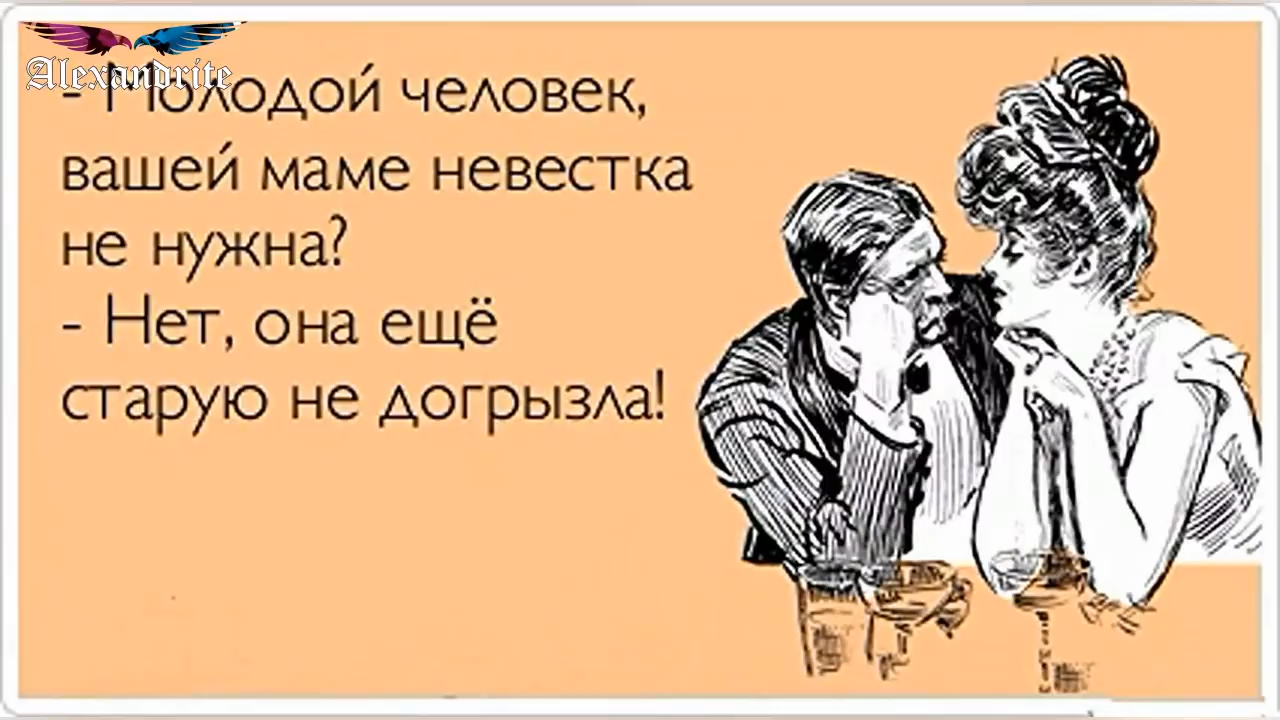 Alexandrite
- Молодой человек,
вашей маме невестка
не нужна?
- Нет, она ещё
старую не догрызла!